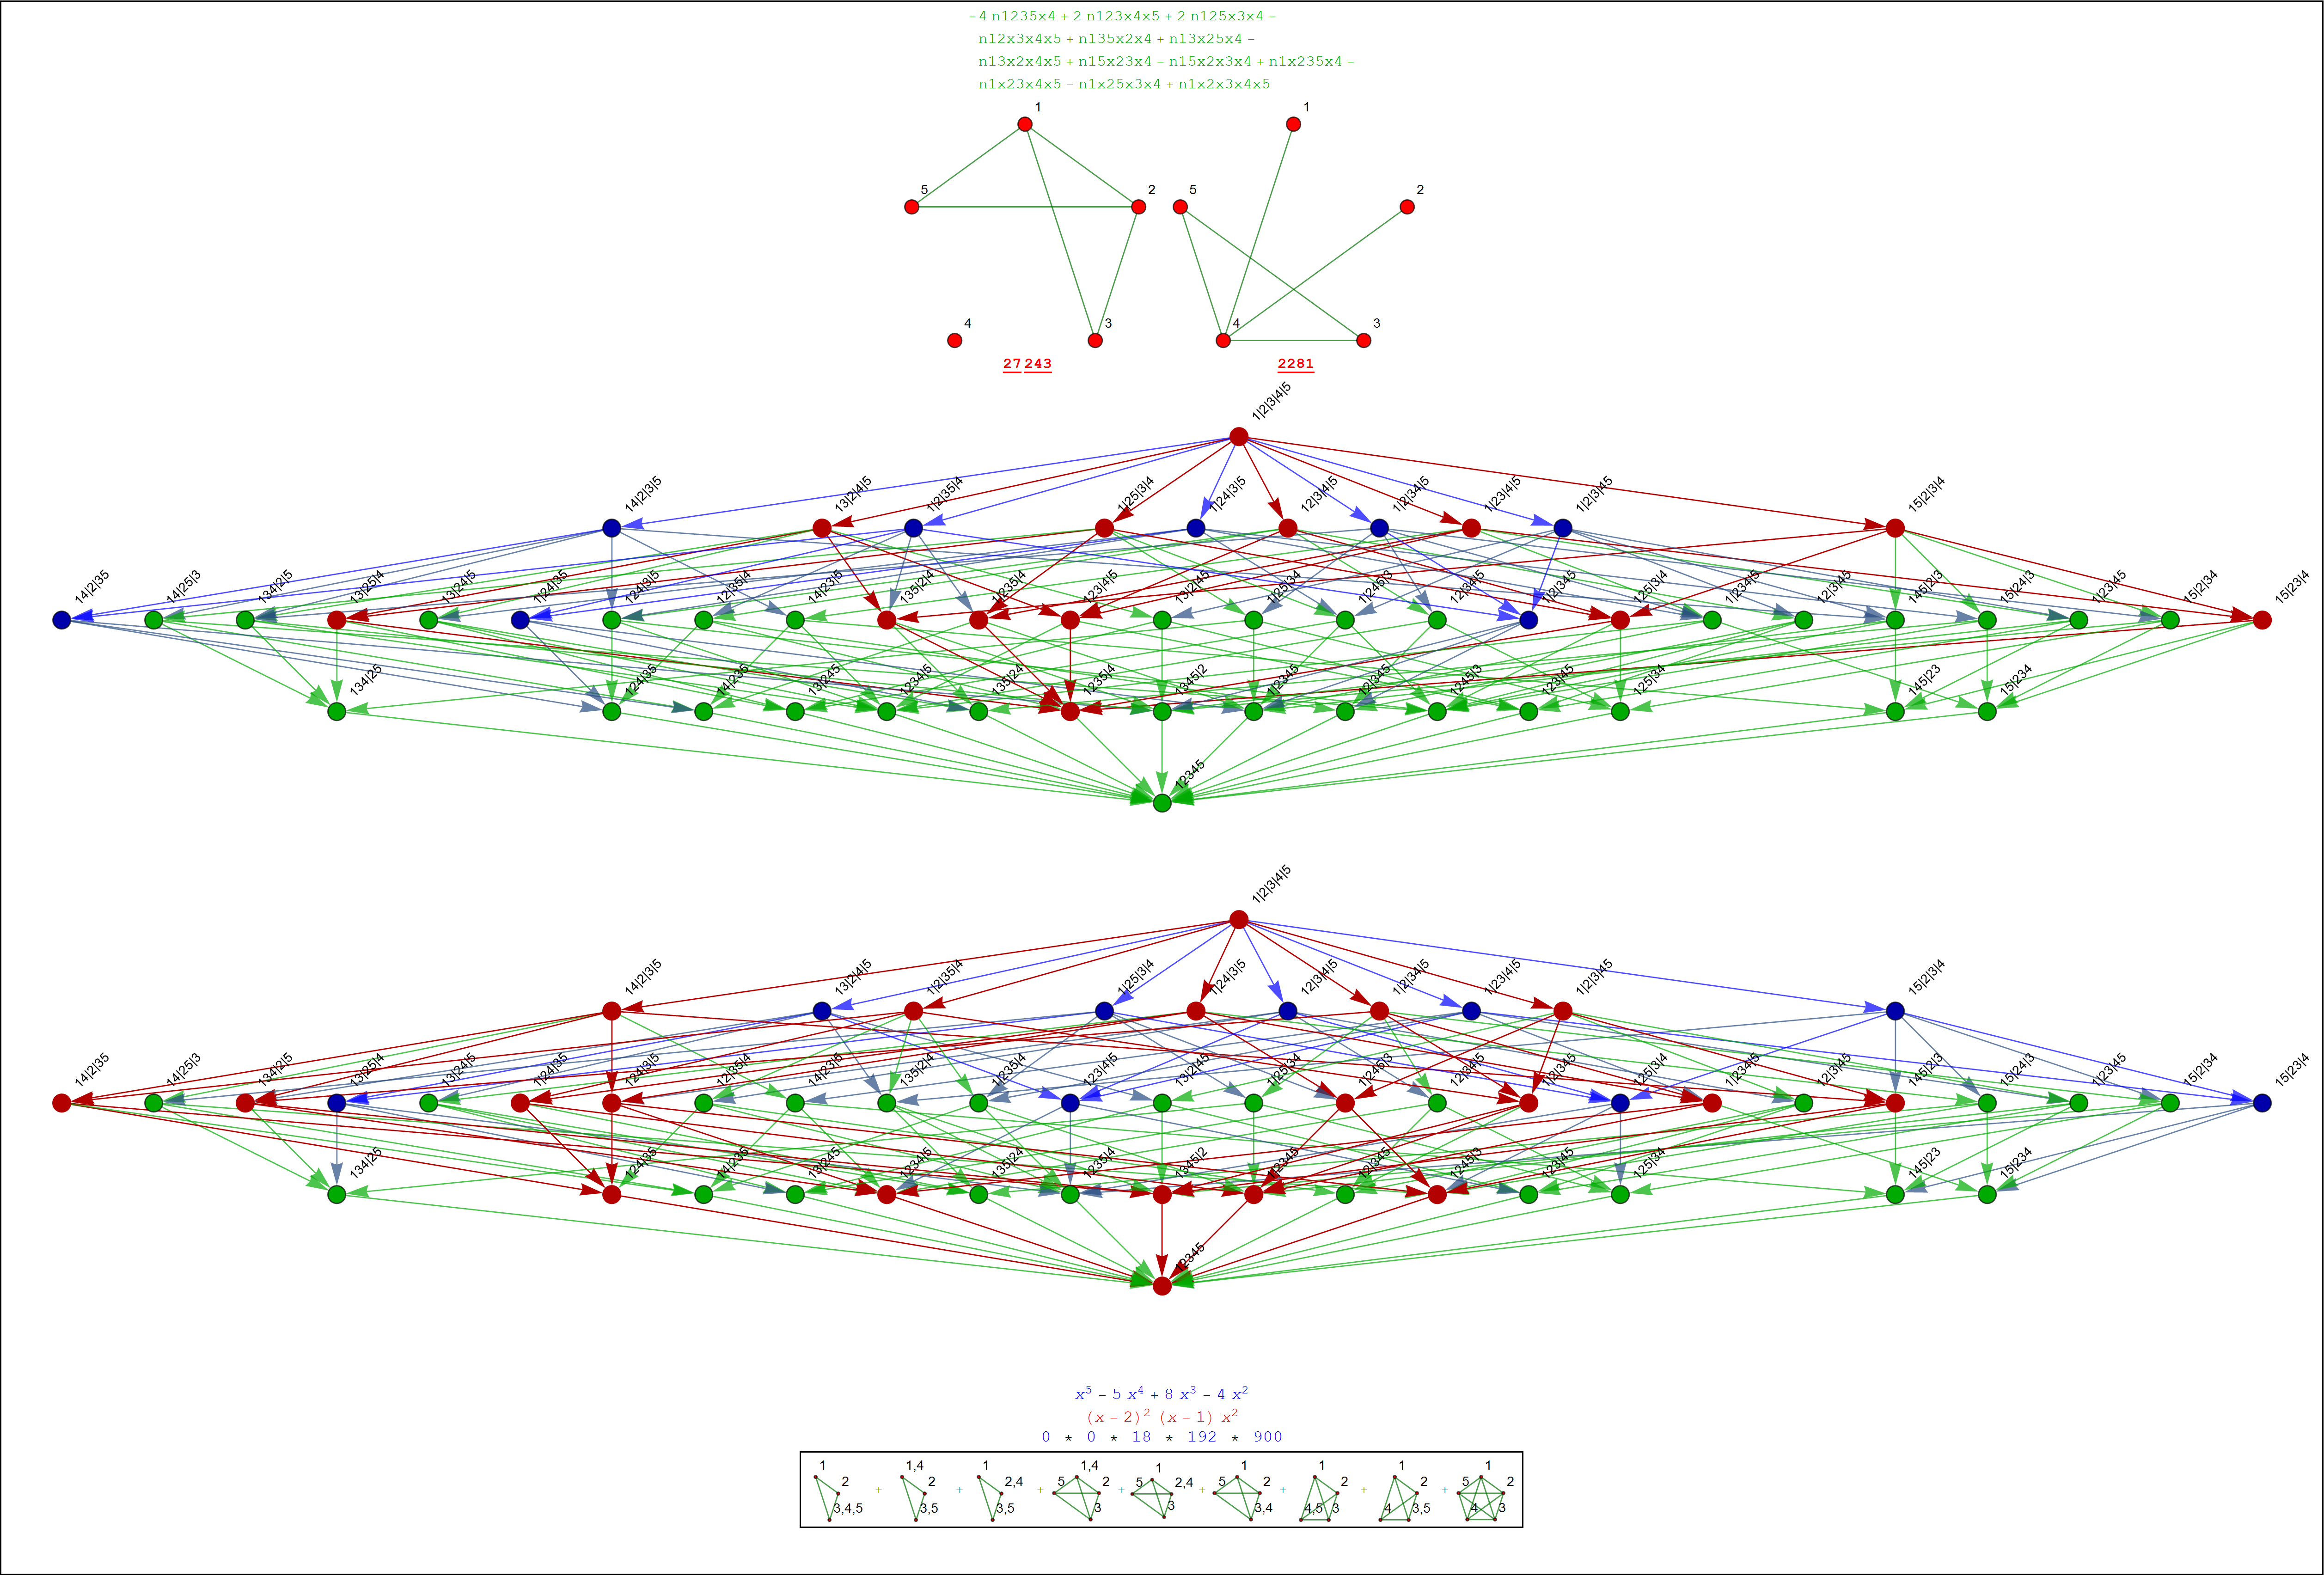 −4 n1235x4 + 2 n123x4x5 + 2 n125x3x4 −
n12x3x4x5 + n135x2x4 + n13x25x4 −
n13x2x4x5 + n15x23x4 − n15x2x3x4 + n1x235x4 −
n1x23x4x5 − n1x25x3x4 + n1x2x3x4x5
1 1
5 2 5 2
4 3 4 3
27 243 2281
1|2|3|4|5
14|2|3|5 13|2|4|5 1|2|35|4 1|25|3|4 1|24|3|5 12|3|4|5 1|2|34|5 1|23|4|5 1|2|3|45 15|2|3|4
14|2|35 14|25|3 134|2|5 13|25|4 13|24|5 1|24|35 124|3|5 12|35|4 14|23|5 135|2|4 1|235|4 123|4|5 13|2|45 1|25|34 1|245|3 12|34|5 1|2|345 125|3|4 1|234|5 12|3|45 145|2|3 15|24|3 1|23|45 15|2|34 15|23|4
134|25 124|35 14|235 13|245 1234|5 135|24 1235|4 1345|2 1|2345 12|345 1245|3 123|45 125|34 145|23 15|234
12345
1|2|3|4|5
14|2|3|5 13|2|4|5 1|2|35|4 1|25|3|4 1|24|3|5 12|3|4|5 1|2|34|5 1|23|4|5 1|2|3|45 15|2|3|4
14|2|35 14|25|3 134|2|5 13|25|4 13|24|5 1|24|35 124|3|5 12|35|4 14|23|5 135|2|4 1|235|4 123|4|5 13|2|45 1|25|34 1|245|3 12|34|5 1|2|345 125|3|4 1|234|5 12|3|45 145|2|3 15|24|3 1|23|45 15|2|34 15|23|4
134|25 124|35 14|235 13|245 1234|5 135|24 1235|4 1345|2 1|2345 12|345 1245|3 123|45 125|34 145|23 15|234
12345
x⁵ − 5 x⁴ + 8 x³ − 4 x²
(x − 2)² (x − 1) x²
0 * 0 * 18 * 192 * 900
1 1,4 1 1,4 1 1 1 1 1
2 2 2,4 5 2 5 2,4 5 2 2 2 5 2
3,4,5 + 3,5 + 3,5 + 3 + 3 + 3,4 + 4,5 3 + 4 3,5 + 4 3